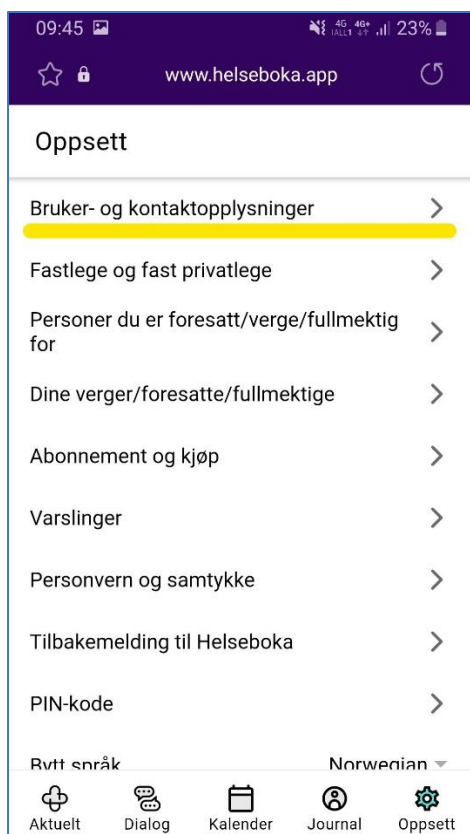 09:45 4G 4G+ 23%
www.helseboka.app
Oppsett
Bruker- og kontaktopplysninger
Fastlege og fast privatlege
Personer du er foresatt/verge/fullmektig
for
Dine verger/foresatte/fullmektige
Abonnement og kjøp
Varslinger
Personvern og samtykke
Tilbakemelding til Helseboka
PIN-kode
Bytt språk Norwegian
Aktuelt Dialog Kalender Journal Oppsett